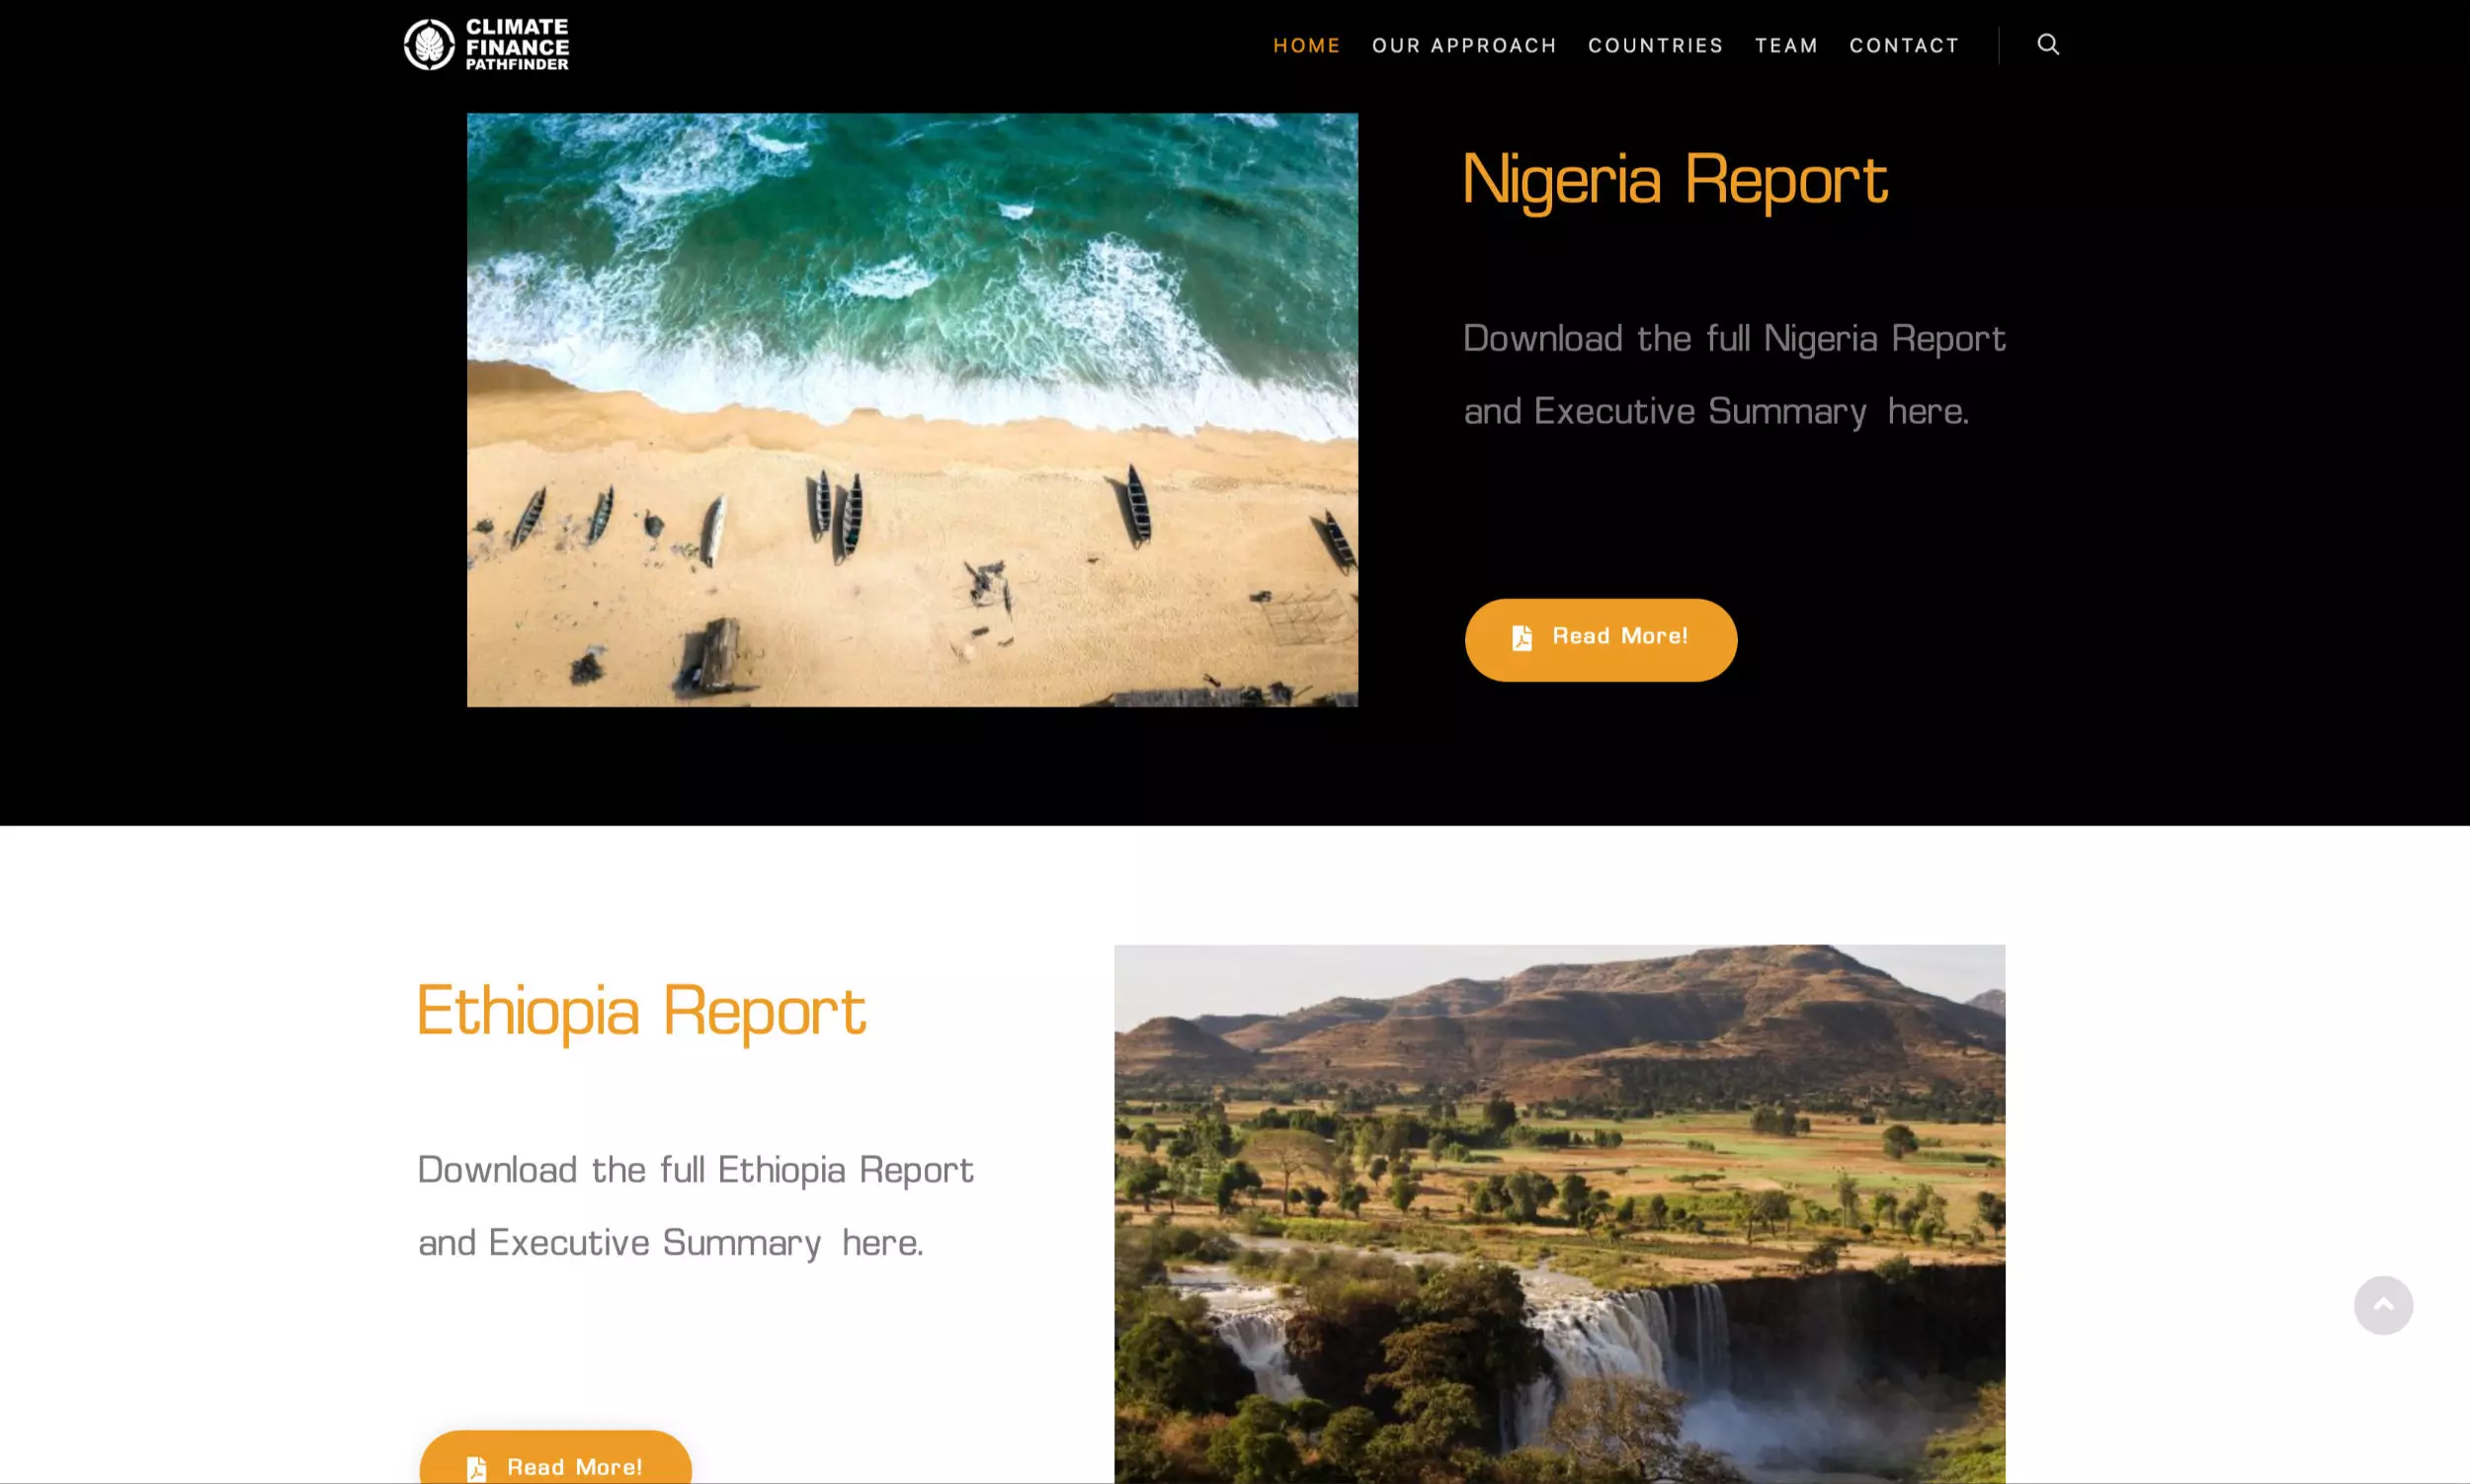 CLIMATE
FINANCE
PATHFINDER
HOME OUR APPROACH COUNTRIES TEAM CONTACT
Nigeria Report
Download the full Nigeria Report
and Executive Summary here.
Read More!
Ethiopia Report
Download the full Ethiopia Report
and Executive Summary here.
Read More!